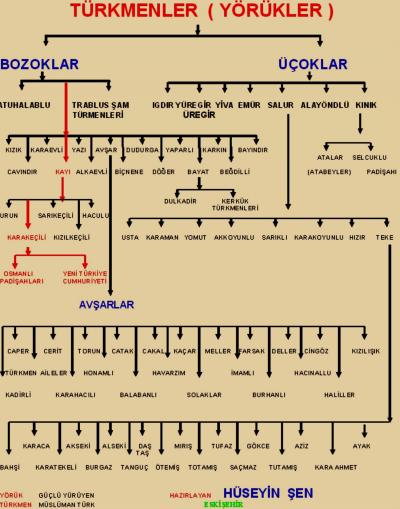 TÜRKMENLER ( YÖRÜKLER )
BOZOKLAR ÜÇOKLAR
ATUHALABLU TRABLUS ŞAM IGDIR YÜREGİR YİVA EMÜR SALUR ALAYÖNDLÜ KINIK
TÜRMENLERİ ÜREGİR
KIZIK KARAEVLİ YAZI AVŞAR DUDURGA YAPARLI KARKIN BAYINDIR
ATALAR SELCUKLU
CAVINDIR KAYI ALKAEVLİ BİÇNENE DÖĞER BAYAT BEĞDİLLİ (ATABEYLER) PADİŞAHI
DULKADİR KERKÜK
TÜRKMENLERİ
URUN SARIKEÇİLİ HACULU
KARAKEÇİLİ KIZILKEÇİLİ USTA KARAMAN YOMUT AKKOYUNLU SARIKLI KARAKOYUNLU HIZIR TEKE
OSMANLI YENİ TÜRKİYE
PADİŞAHLARI CUMHURİYETİ
AVŞARLAR
CAPER CERİT TORUN CATAK CAKAL KAÇAR MELLER FARSAK DELLER CİNGÖZ KIZILIŞIK
TÜRKMEN AİLELER HONAMLI HAVARZIM İMAMLI HACINALLU
KADİRLİ KARAHACILI BALABANLI SOLAKLAR BURHANLI HALİLLER
KARACA AKSEKİ ALSEKİ DAŞ MIRIŞ TUFAZ GÖKCE AZİZ AYAK
TAŞ
BAHŞİ KARATEKELİ BURGAZ TANGUÇ ÖTEMİŞ TOTAMIŞ SAÇMAZ TUTAMIŞ KARA AHMET
YÖRÜK GÜÇLÜ YÜRÜYEN HAZIRLAYAN HÜSEYİN ŞEN
TÜRKMEN MÜSLÜMAN TÜRK ESKİŞEHİR